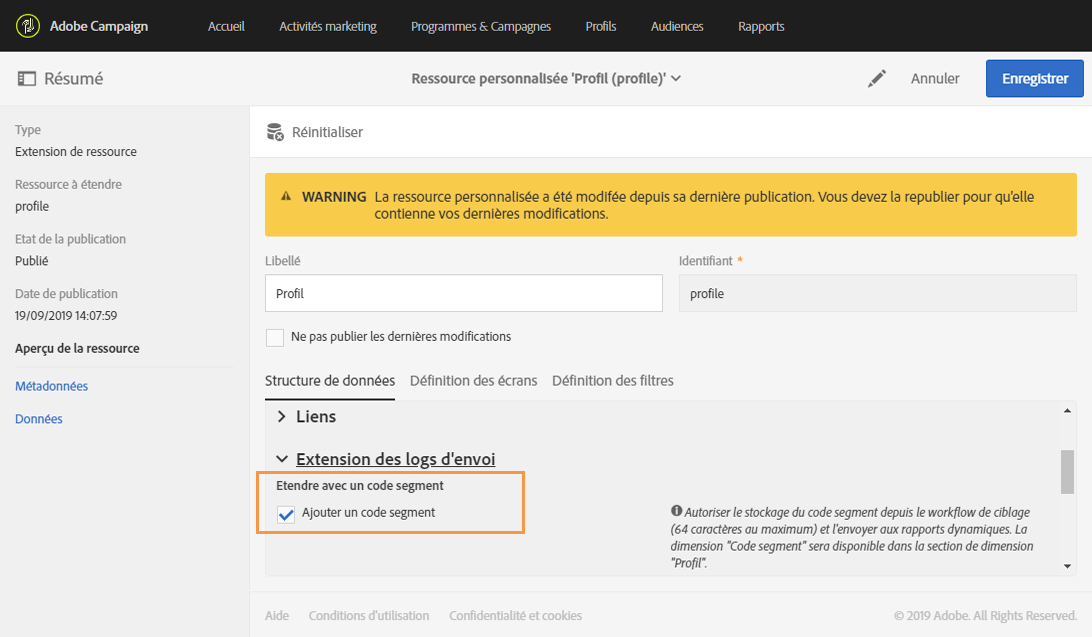 Adobe Campaign Accueil Activités marketing Programmes & Campagnes Profils Audiences Rapports
Résumé Ressource personnalisée 'Profil (profile)' Annuler Enregistrer
Type
Extension de ressource
Ressource à étendre
profile
Etat de la publication
Publié
Date de publication
19/09/2019 14:07:59
Aperçu de la ressource
Métadonnées
Données
Réinitialiser
WARNING La ressource personnalisée a été modifée depuis sa dernière publication. Vous devez la republier pour qu'elle
contienne vos dernières modifications.
Libellé Identifiant *
Profil profile
Ne pas publier les dernières modifications
Structure de données Définition des écrans Définition des filtres
Liens
Extension des logs d'envoi
Etendre avec un code segment
Ajouter un code segment
Autoriser le stockage du code segment depuis le workflow de ciblage
(64 caractères au maximum) et l'envoyer aux rapports dynamiques. La
dimension "Code segment" sera disponible dans la section de dimension
"Profil".
Aide Conditions d'utilisation Confidentialité et cookies © 2019 Adobe. All Rights Reserved.